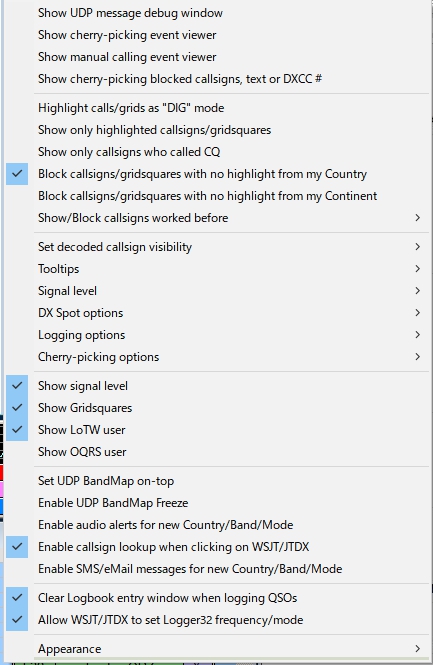 Show UDP message debug window
Show cherry-picking event viewer
Show manual calling event viewer
Show cherry-picking blocked callsigns, text or DXCC #
Highlight calls/grids as "DIG" mode
Show only highlighted callsigns/gridsquares
Show only callsigns who called CQ
Block callsigns/gridsquares with no highlight from my Country
Block callsigns/gridsquares with no highlight from my Continent
Show/Block callsigns worked before
Set decoded callsign visibility
Tooltips
Signal level
DX Spot options
Logging options
Cherry-picking options
Show signal level
Show Gridsquares
Show LoTW user
Show OQRS user
Set UDP BandMap on-top
Enable UDP BandMap Freeze
Enable audio alerts for new Country/Band/Mode
Enable callsign lookup when clicking on WSJT/JTDX
Enable SMS/eMail messages for new Country/Band/Mode
Clear Logbook entry window when logging QSOs
Allow WSJT/JTDX to set Logger32 frequency/mode
Appearance